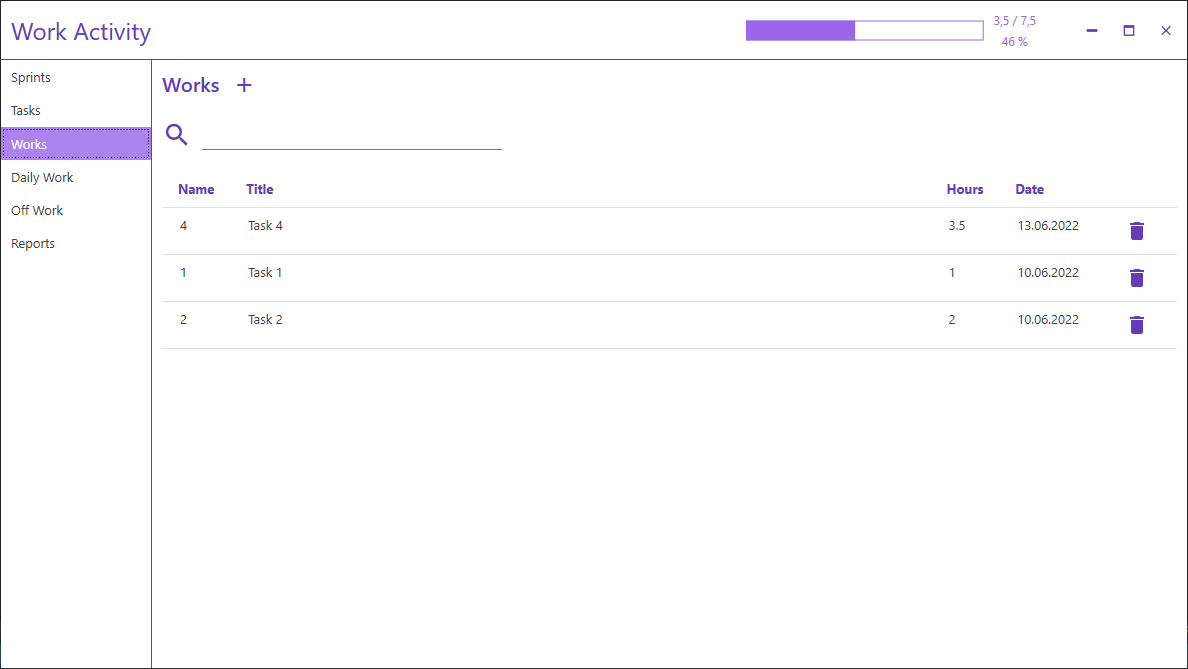 Work Activity
3,5 / 7,5
46 %
Sprints
Tasks
Works
Daily Work
Off Work
Reports
Works +
Name Title Hours Date
4 Task 4 3.5 13.06.2022
1 Task 1 1 10.06.2022
2 Task 2 2 10.06.2022